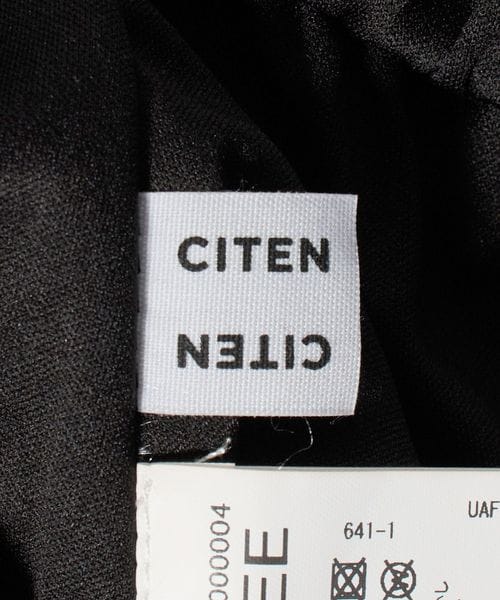 CITEN
CITEN
641-1
UAF
000004
EE